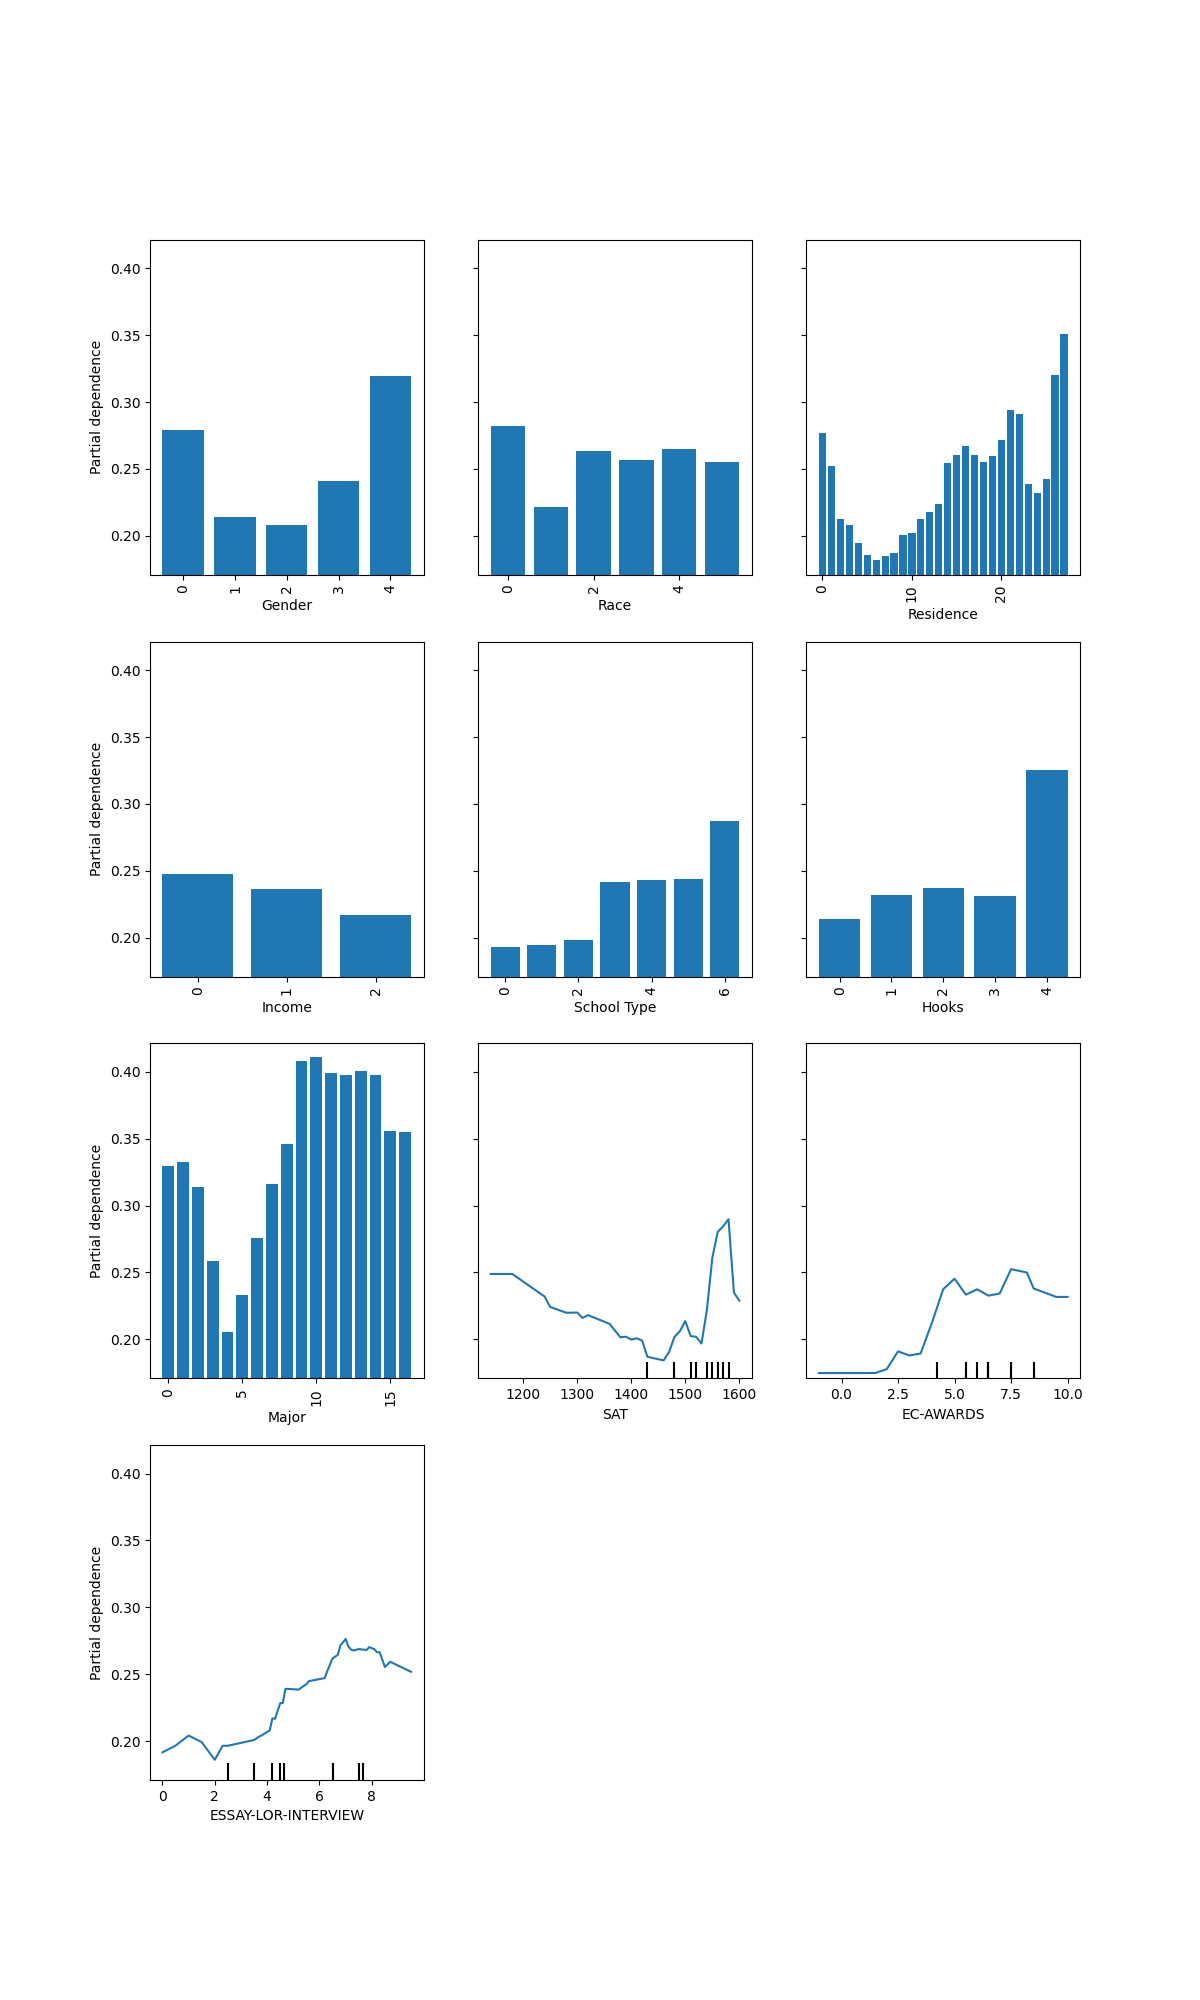 0.40
0.35
0.30
0.25
0.20
Partial dependence
0 1 2 3 4
Gender
0 2 4
Race
0 10 20
Residence
0.40
0.35
0.30
0.25
0.20
Partial dependence
0 1 2
Income
0 2 4 6
School Type
0 1 2 3 4
Hooks
0.40
0.35
0.30
0.25
0.20
Partial dependence
0 5 10 15
Major
1200 1300 1400 1500 1600
SAT
0.0 2.5 5.0 7.5 10.0
EC-AWARDS
0.40
0.35
0.30
0.25
0.20
Partial dependence
0 2 4 6 8
ESSAY-LOR-INTERVIEW